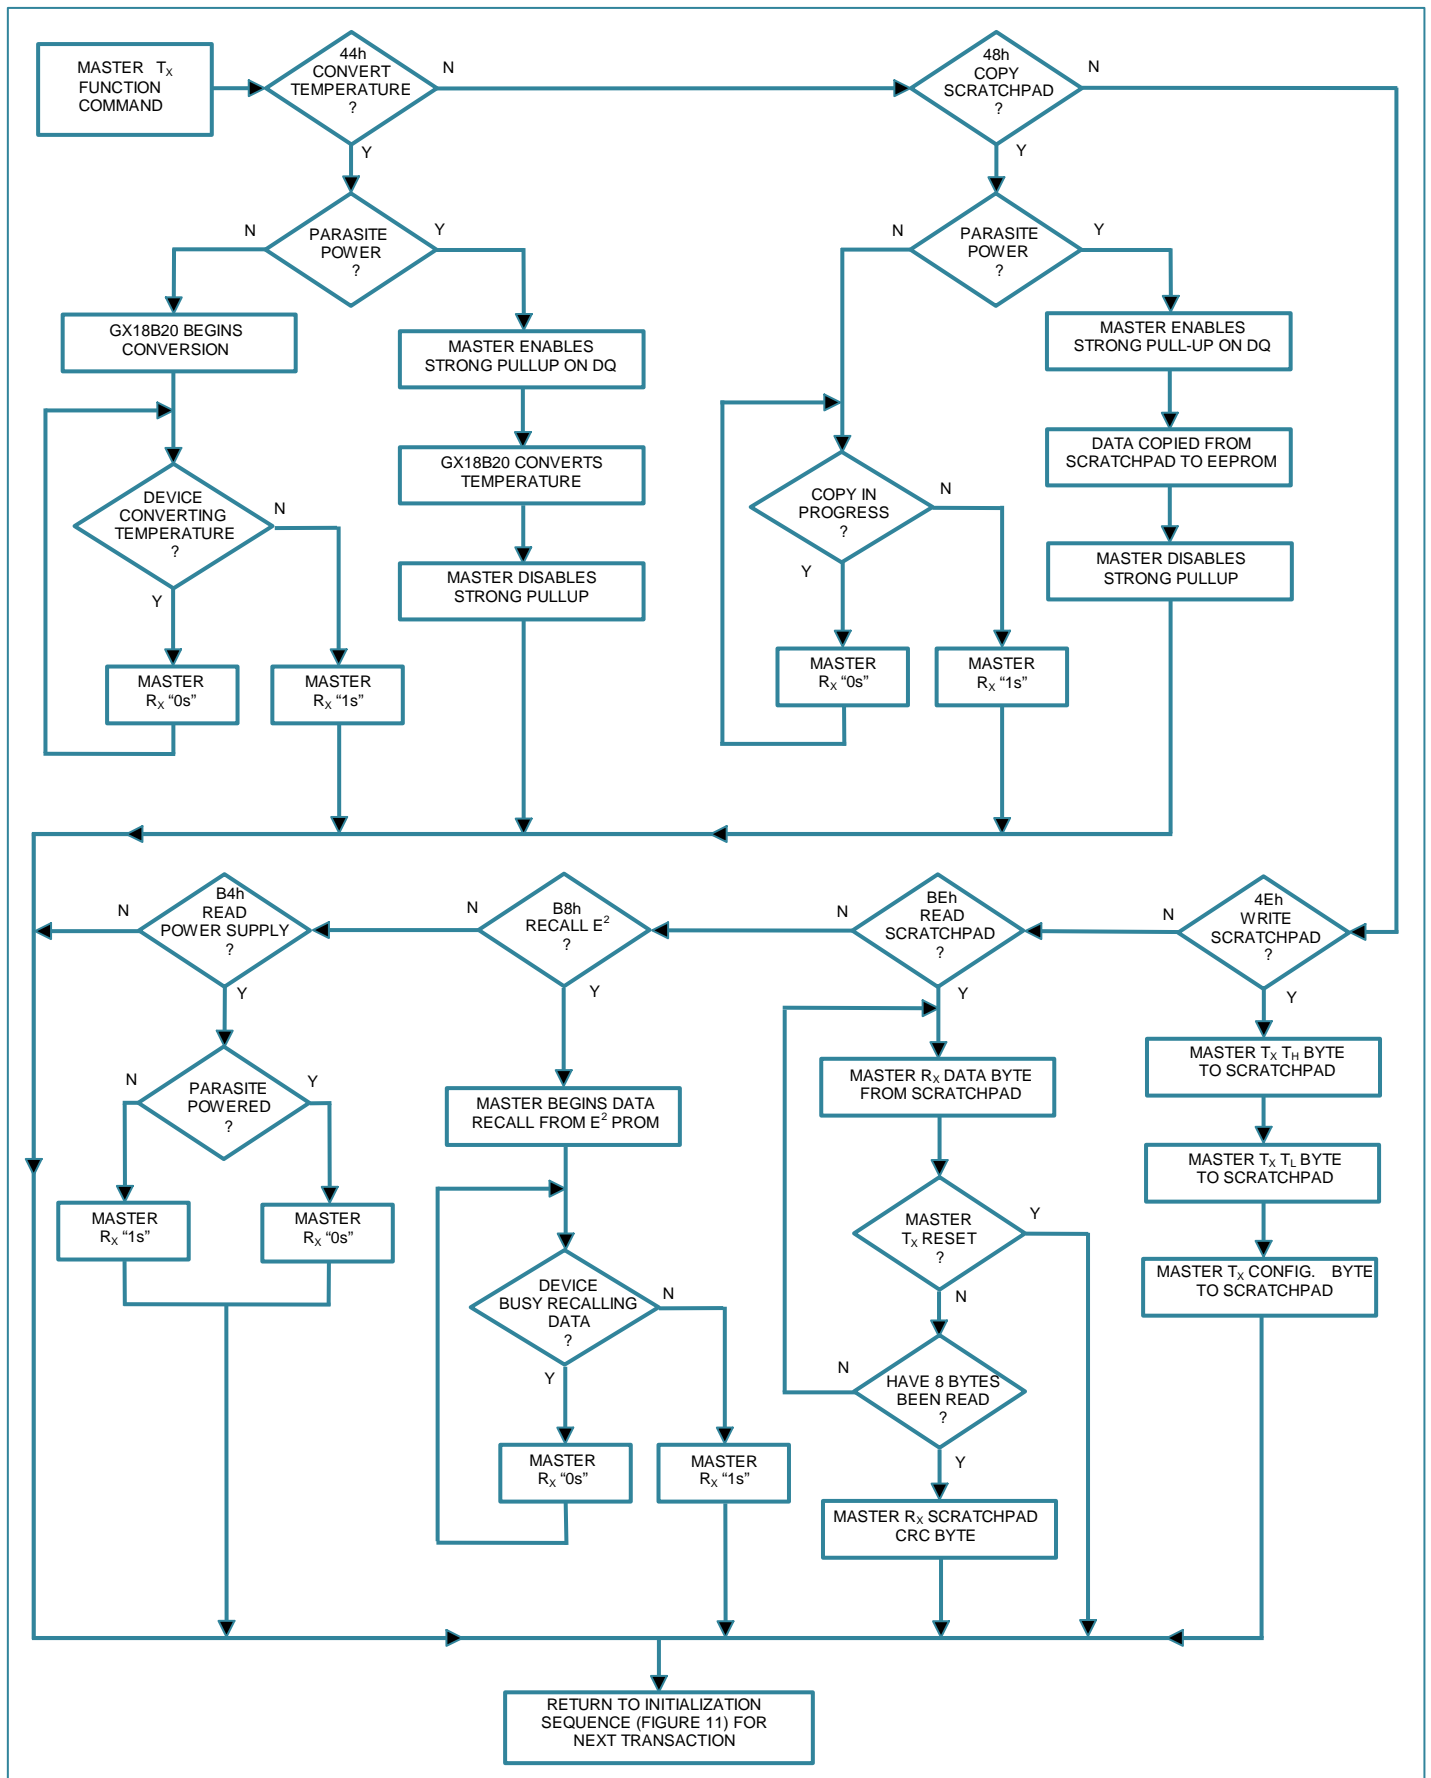 MASTER TX
FUNCTION
COMMAND
44h
CONVERT
TEMPERATURE
?
N
Y
48h
COPY
SCRATCHPAD
?
N
Y
PARASITE
POWER
?
N
Y
GX18B20 BEGINS
CONVERSION
MASTER ENABLES
STRONG PULLUP ON DQ
GX18B20 CONVERTS
TEMPERATURE
MASTER DISABLES
STRONG PULLUP
DEVICE
CONVERTING
TEMPERATURE
?
N
Y
MASTER
RX “0s”
MASTER
RX “1s”
PARASITE
POWER
?
N
Y
MASTER ENABLES
STRONG PULL-UP ON DQ
DATA COPIED FROM
SCRATCHPAD TO EEPROM
MASTER DISABLES
STRONG PULLUP
COPY IN
PROGRESS
?
N
Y
MASTER
RX “0s”
MASTER
RX “1s”
B4h
READ
POWER SUPPLY
?
N
Y
B8h
RECALL E2
?
N
Y
BEh
READ
SCRATCHPAD
?
N
Y
4Eh
WRITE
SCRATCHPAD
?
N
Y
PARASITE
POWERED
?
N
Y
MASTER
RX “1s”
MASTER
RX “0s”
MASTER BEGINS DATA
RECALL FROM E2 PROM
DEVICE
BUSY RECALLING
DATA
?
N
Y
MASTER
RX “0s”
MASTER
RX “1s”
MASTER RX DATA BYTE
FROM SCRATCHPAD
MASTER
TX RESET
?
Y
N
HAVE 8 BYTES
BEEN READ
?
N
Y
MASTER RX SCRATCHPAD
CRC BYTE
MASTER TX TH BYTE
TO SCRATCHPAD
MASTER TX TL BYTE
TO SCRATCHPAD
MASTER TX CONFIG. BYTE
TO SCRATCHPAD
RETURN TO INITIALIZATION
SEQUENCE (FIGURE 11) FOR
NEXT TRANSACTION